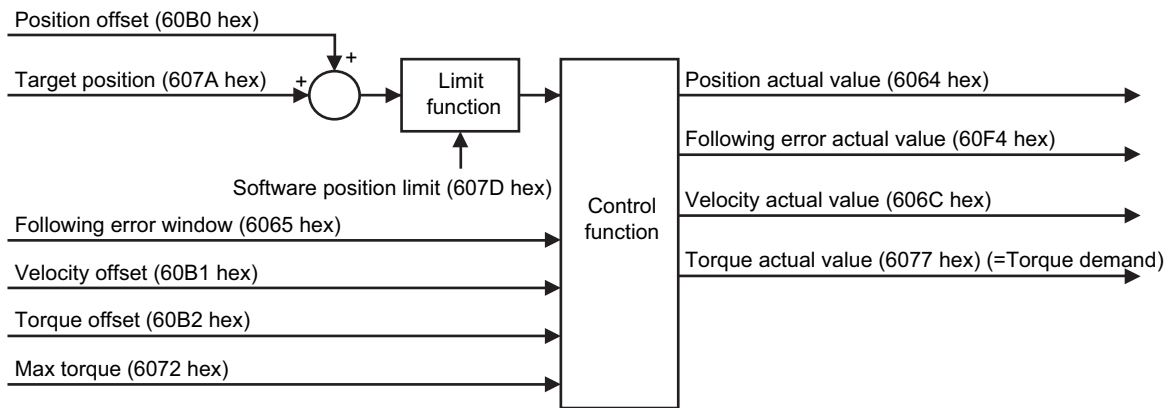 Position offset (60B0 hex)
+
Target position (607A hex)
+
Limit
function
Position actual value (6064 hex)
Following error actual value (60F4 hex)
Software position limit (607D hex)
Control
function
Velocity actual value (606C hex)
Following error window (6065 hex)
Velocity offset (60B1 hex)
Torque actual value (6077 hex) (=Torque demand)
Torque offset (60B2 hex)
Max torque (6072 hex)